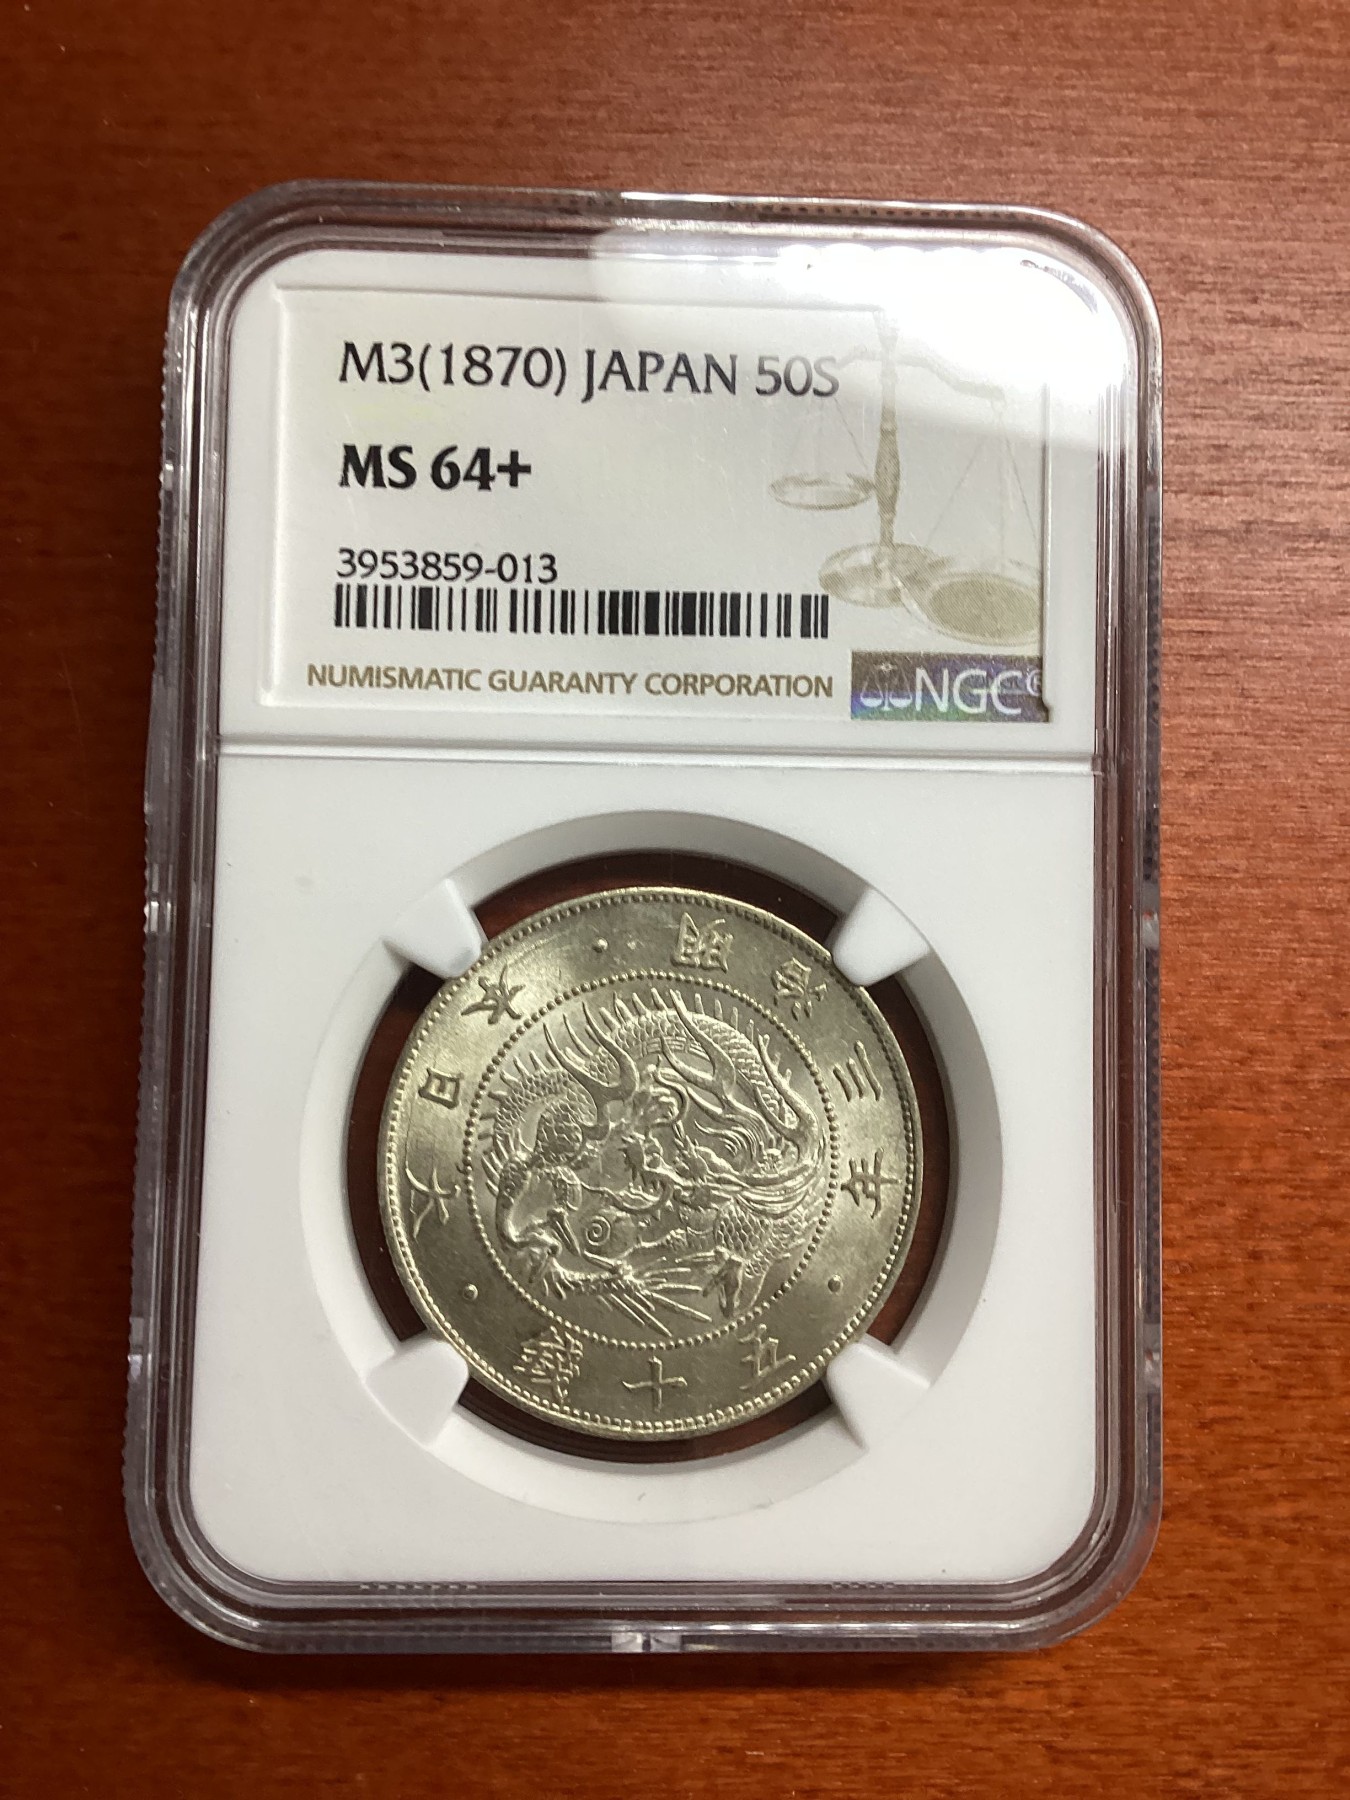 M3(1870) JAPAN 50S
MS 64+
3953859-013
NUMISMATIC GUARANTY CORPORATION
NGC®
大日本・明治三年・五十錢・